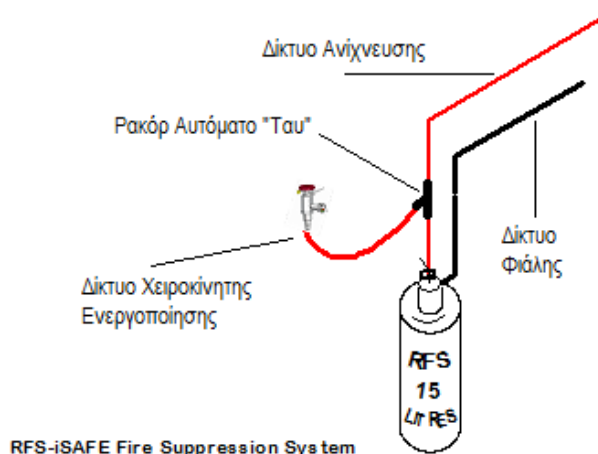 Δίκτυο Ανίχνευσης
Ρακόρ Αυτόματο "Ταυ"
Δίκτυο
Φιάλης
Δίκτυο Χειροκίνητης
Ενεργοποίησης
RFS
15
LITRES
RFS-iSAFE Fire Suppression System